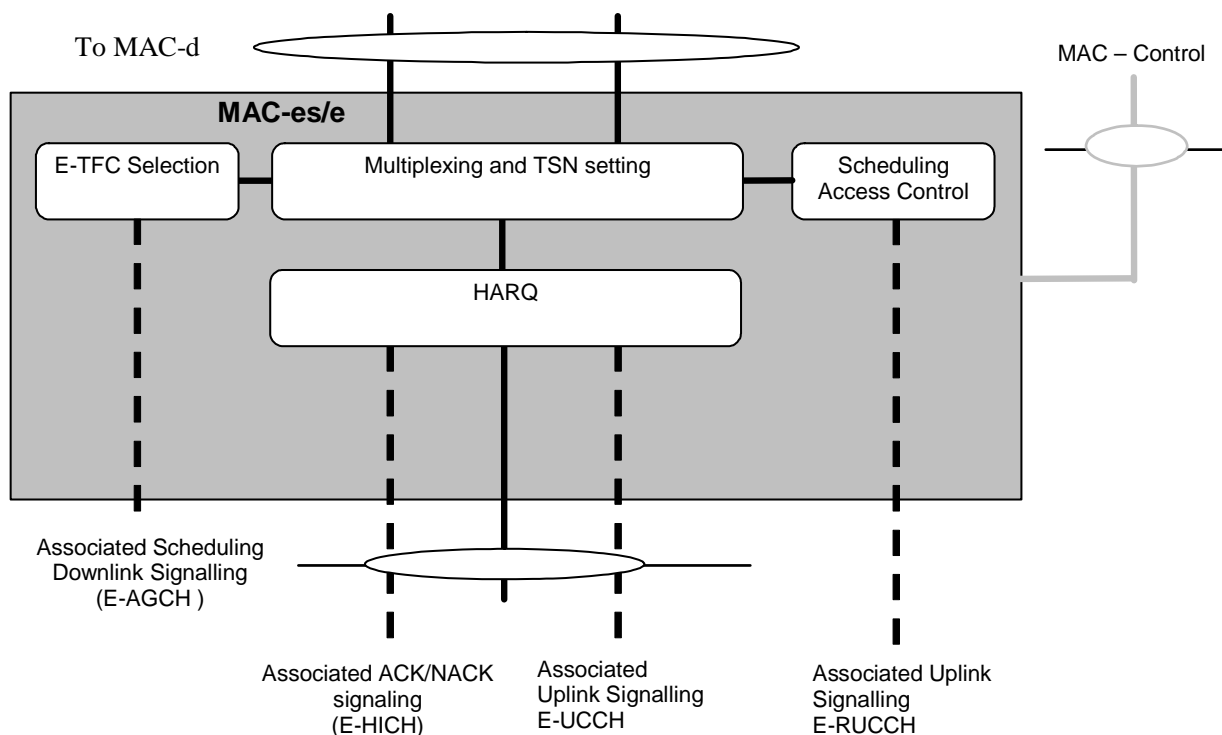 To MAC-d
MAC – Control
MAC-es/e
E-TFC Selection
Multiplexing and TSN setting
Scheduling
Access Control
HARQ
Associated Scheduling
Downlink Signalling
(E-AGCH )
Associated ACK/NACK
signaling
(E-HICH)
Associated
Uplink Signalling
E-UCCH
Associated Uplink
Signalling
E-RUCCH